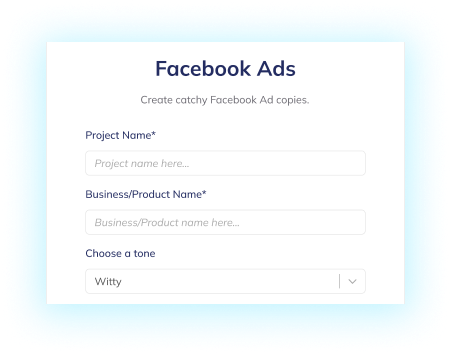 Facebook Ads
Create catchy Facebook Ad copies.
Project Name*
Project name here...
Business/Product Name*
Business/Product name here...
Choose a tone
Witty